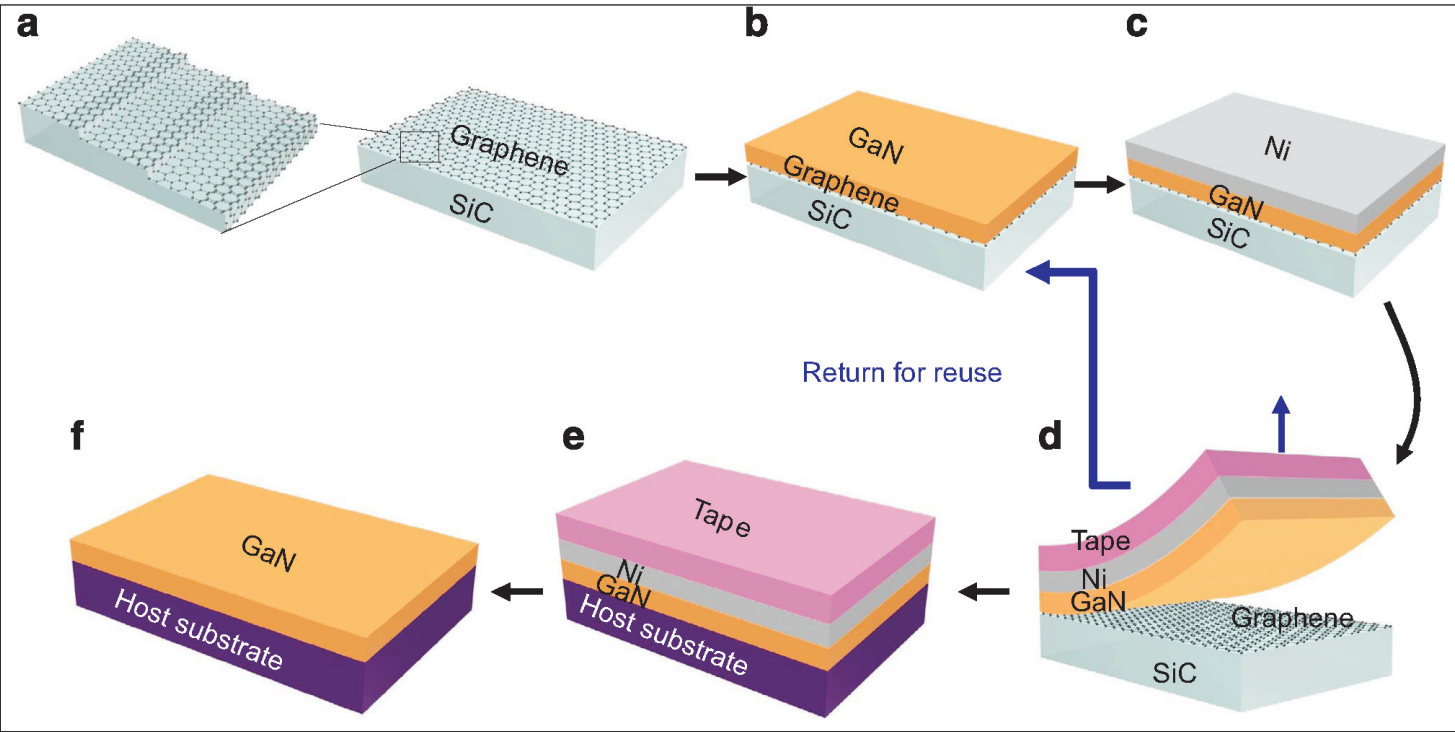 a
Graphene
SiC
b
GaN
Graphene
SiC
c
Ni
GaN
SiC
Return for reuse
d
Tape
Ni
GaN
Graphene
SiC
e
Tape
Ni
GaN
Host substrate
f
GaN
Host substrate